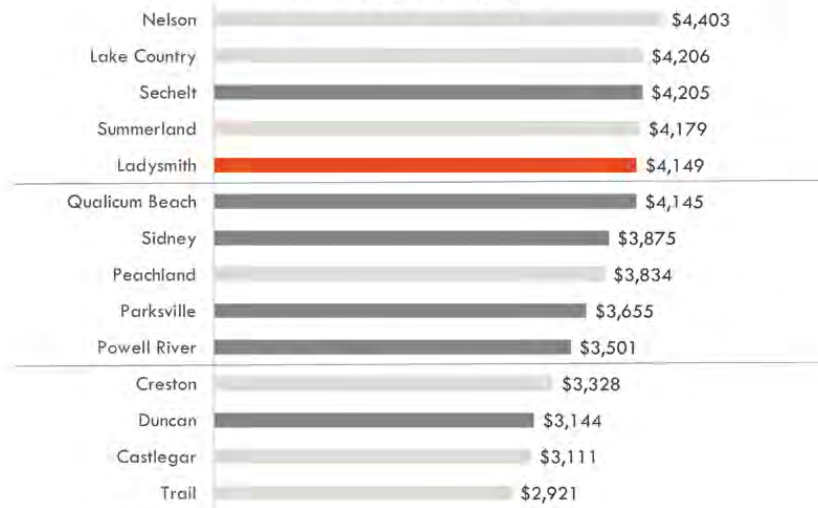 Nelson $4,403
Lake Country $4,206
Sechelt $4,205
Summerland $4,179
Ladysmith $4,149
Qualicum Beach $4,145
Sidney $3,875
Peachland $3,834
Parksville $3,655
Powell River $3,501
Creston $3,328
Duncan $3,144
Castlegar $3,111
Trail $2,921